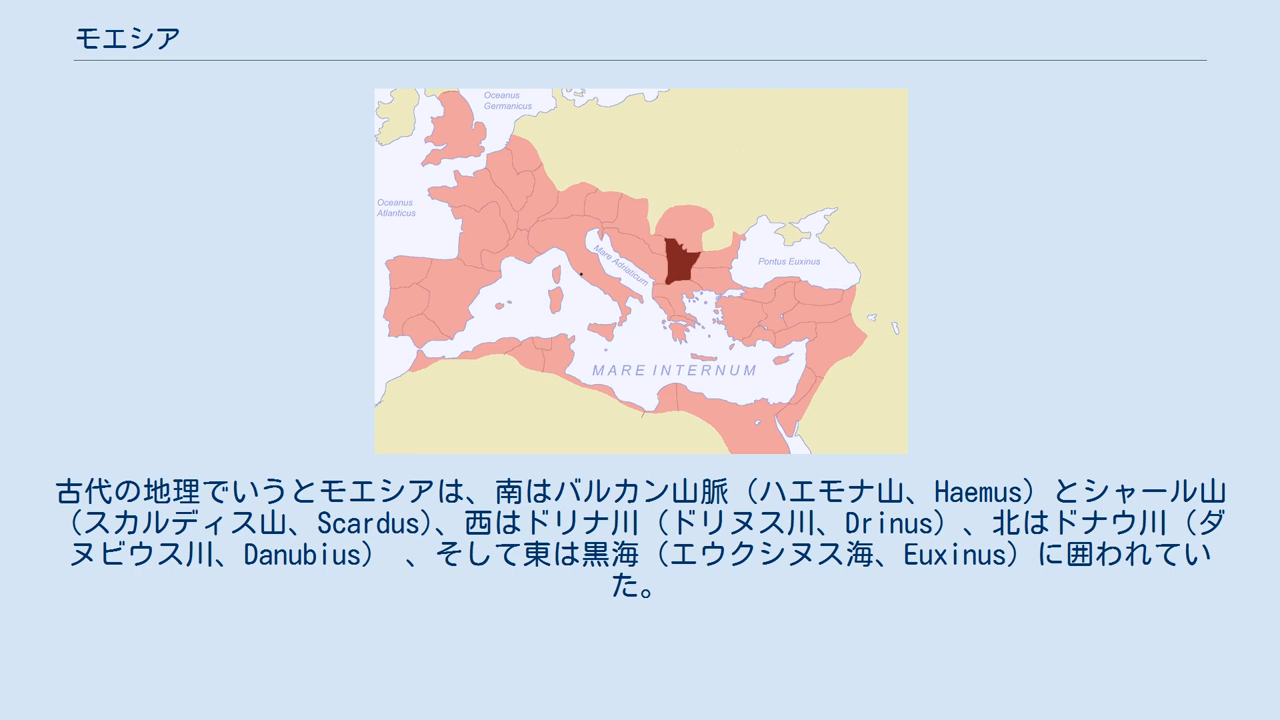 モエシア
Oceanus
Germanicus
Oceanus
Atlanticus
Mare Adriaticum
Pontus Euxinus
MARE INTERNUM
古代の地理でいうとモエシアは、南はバルカン山脈（ハエモナ山、Haemus）とシャール山
（スカルディス山、Scardus)、西はドリナ川（ドリヌス川、Drinus）、北はドナウ川（ダ
ヌビウス川、Danubius） 、そして東は黒海（エウクシヌス海、Euxinus）に囲われてい
た。